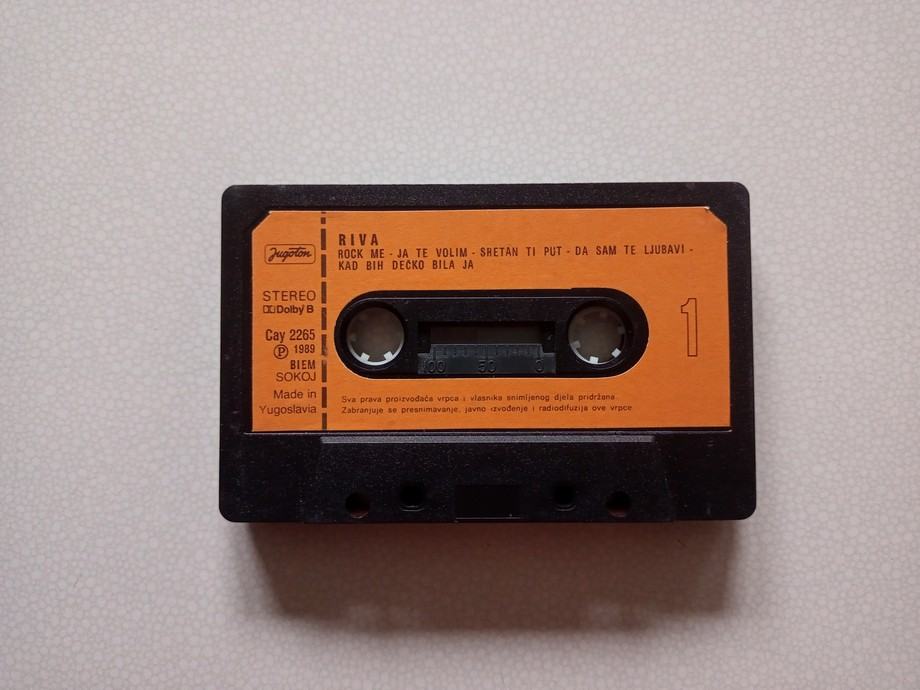 Jugoton
STEREO
Dolby B
Cay 2265
Ⓟ 1989
BIEM
SOKOJ
Made in
Yugoslavia
RIVA
ROCK ME - JA TE VOLIM - SRETAN TI PUT - DA SAM TE LJUBAVI -
KAD BIH DEČKO BILA JA
100 50 0
1
Sva prava proizvođača vrpca i vlasnika snimljenog djela pridržana.
Zabranjuje se presnimavanje, javno izvođenje i radiodifuzija ove vrpce